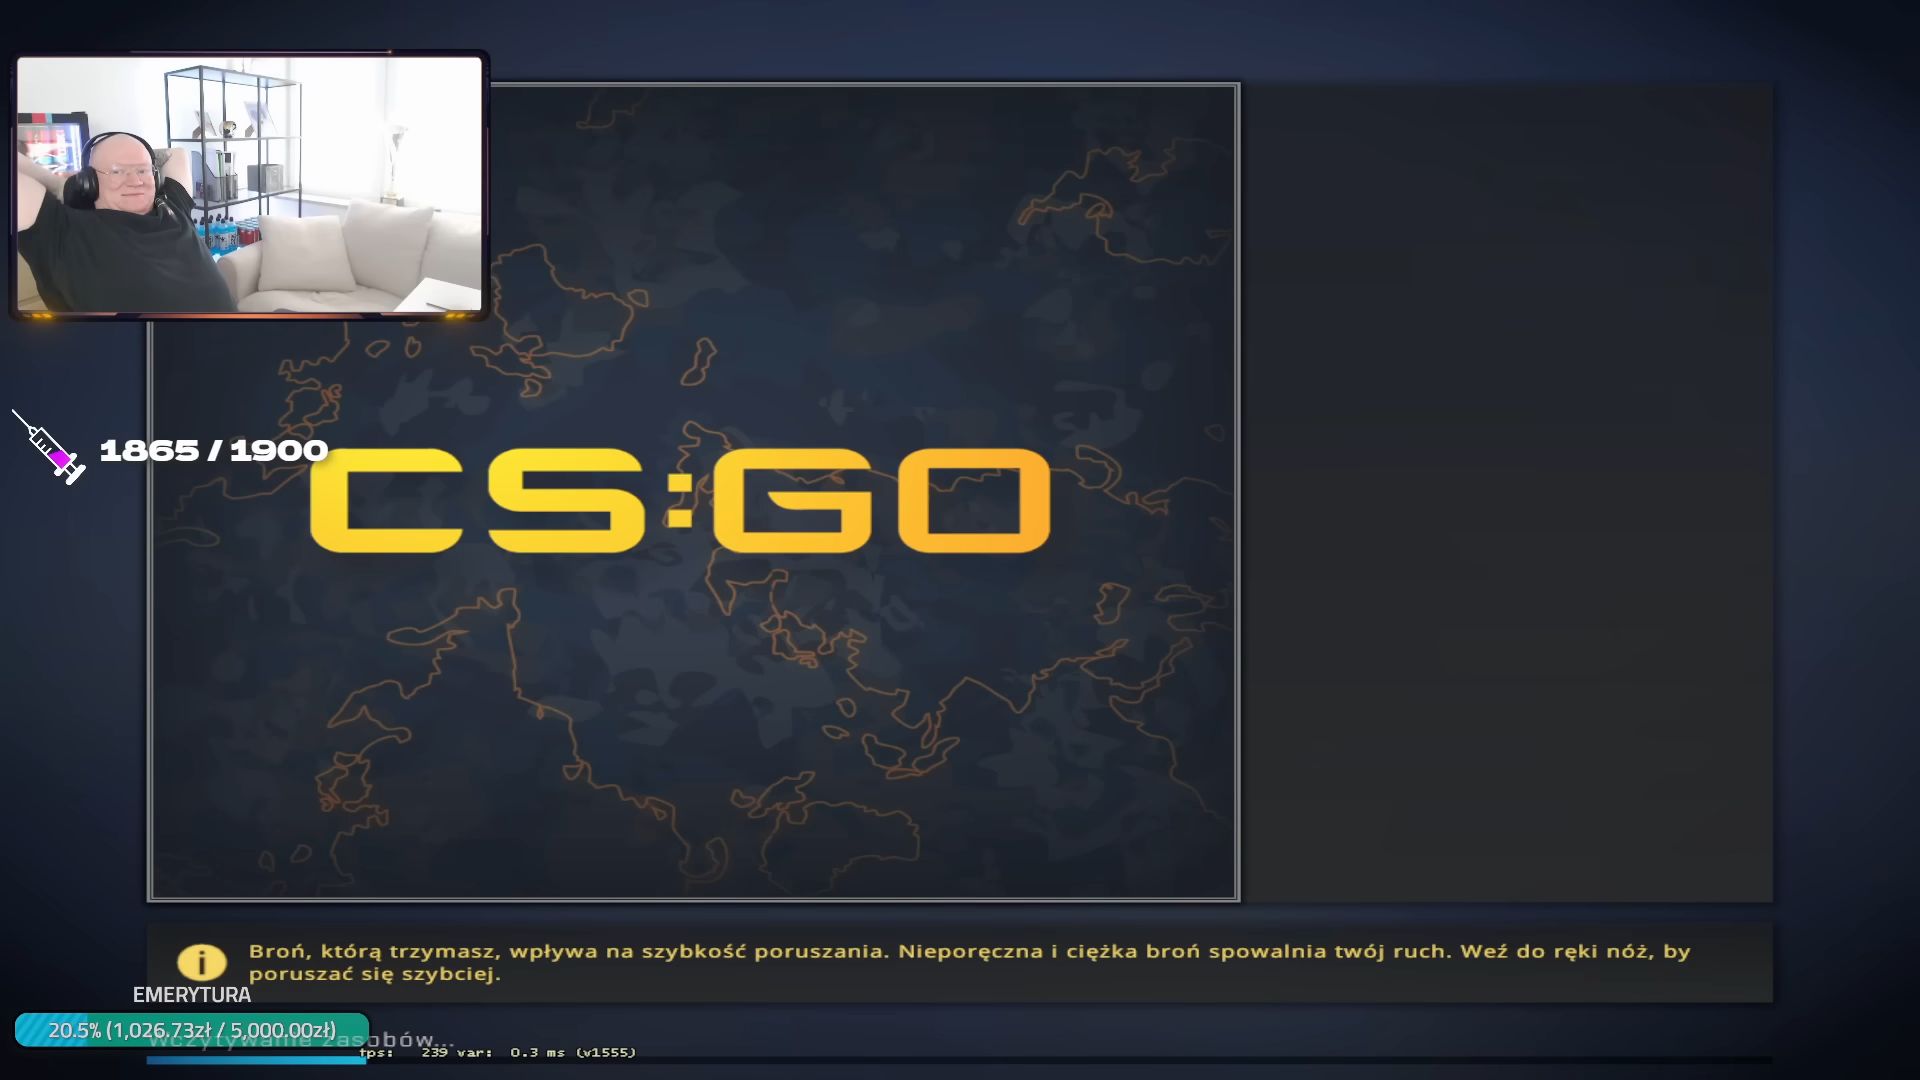 1865 / 1900
CS:GO
Broń, którą trzymasz, wpływa na szybkość poruszania. Nieporęczna i ciężka broń spowalnia twój ruch. Weź do ręki nóż, by
poruszać się szybciej.
EMERYTURA
20.5% (1,026.73zł / 5,000.00zł)
Wczytywanie zasobów...
fps: 239 var: 0.3 ms (v1555)